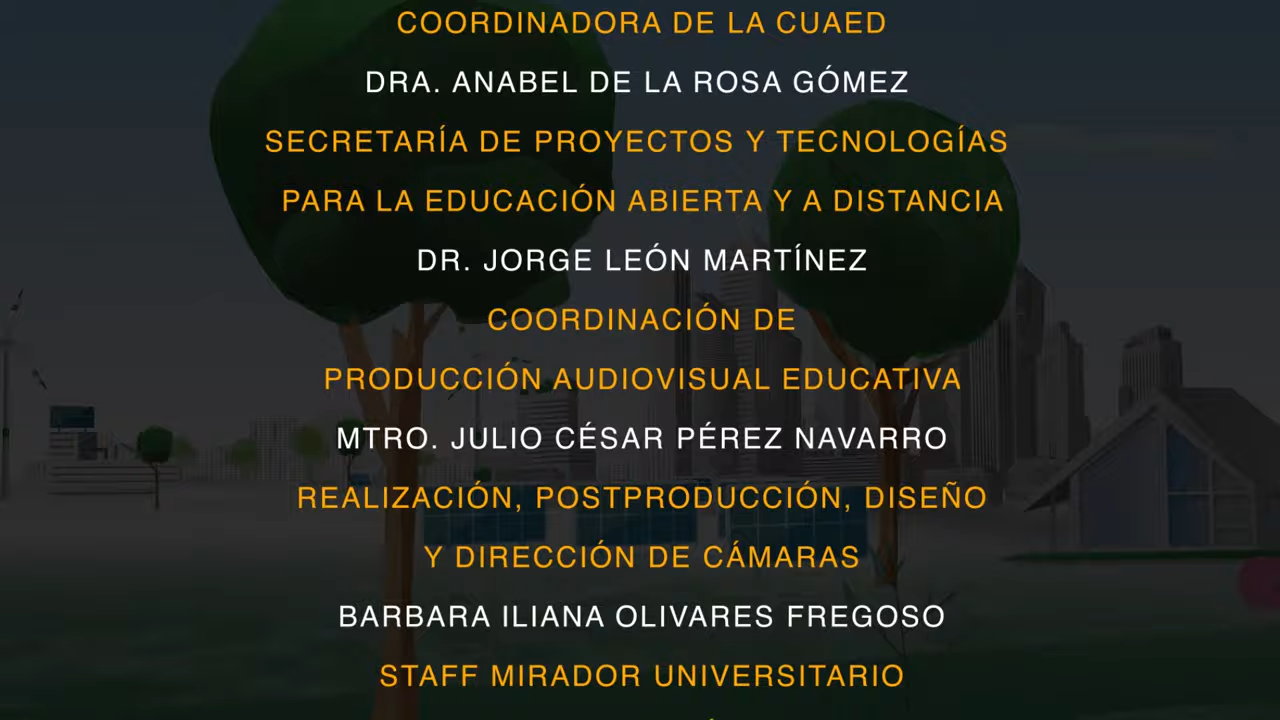 COORDINADORA DE LA CUAED
DRA. ANABEL DE LA ROSA GÓMEZ
SECRETARÍA DE PROYECTOS Y TECNOLOGÍAS
PARA LA EDUCACIÓN ABIERTA Y A DISTANCIA
DR. JORGE LEÓN MARTÍNEZ
COORDINACIÓN DE
PRODUCCIÓN AUDIOVISUAL EDUCATIVA
MTRO. JULIO CÉSAR PÉREZ NAVARRO
REALIZACIÓN, POSTPRODUCCIÓN, DISEÑO
Y DIRECCIÓN DE CÁMARAS
BARBARA ILIANA OLIVARES FREGOSO
STAFF MIRADOR UNIVERSITARIO